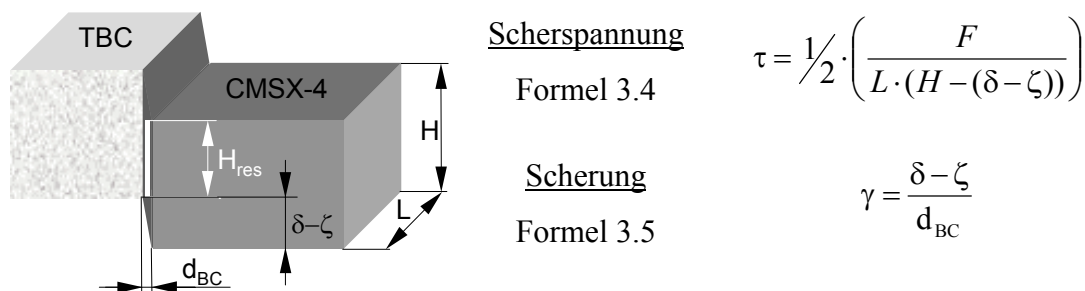 TBC
CMSX-4
H
H_res
L
δ–ζ
d_BC
Scherspannung
Formel 3.4
τ = 1/2 · ( F / (L · (H – (δ – ζ))) )
Scherung
Formel 3.5
γ = (δ – ζ) / d_BC